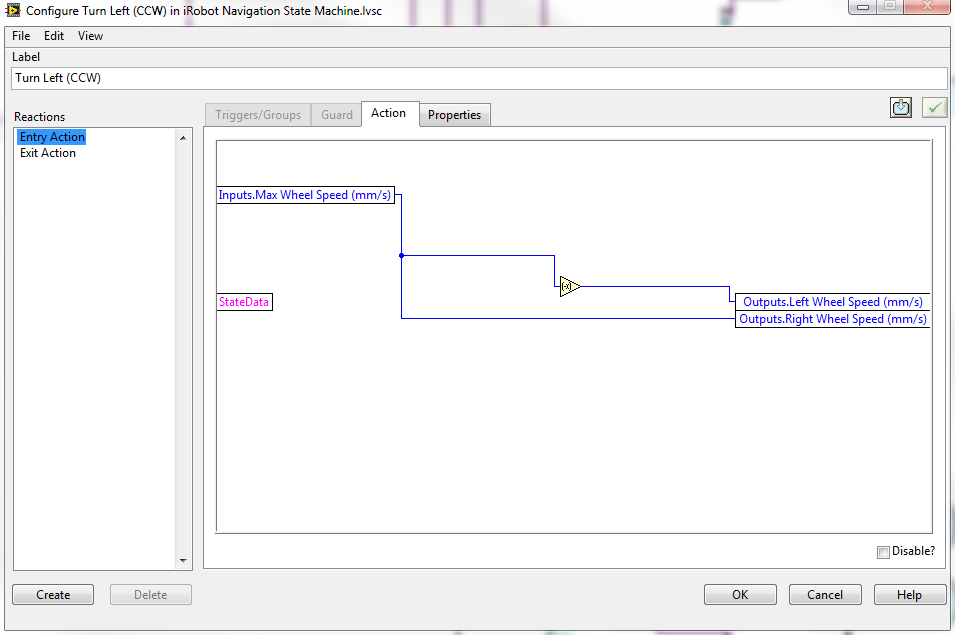 Configure Turn Left (CCW) in iRobot Navigation State Machine.lvsc
File Edit View
Label
Turn Left (CCW)
Reactions
Entry Action
Exit Action
Triggers/Groups Guard Action Properties
Inputs.Max Wheel Speed (mm/s)
StateData
Outputs.Left Wheel Speed (mm/s)
Outputs.Right Wheel Speed (mm/s)
Disable?
Create Delete OK Cancel Help